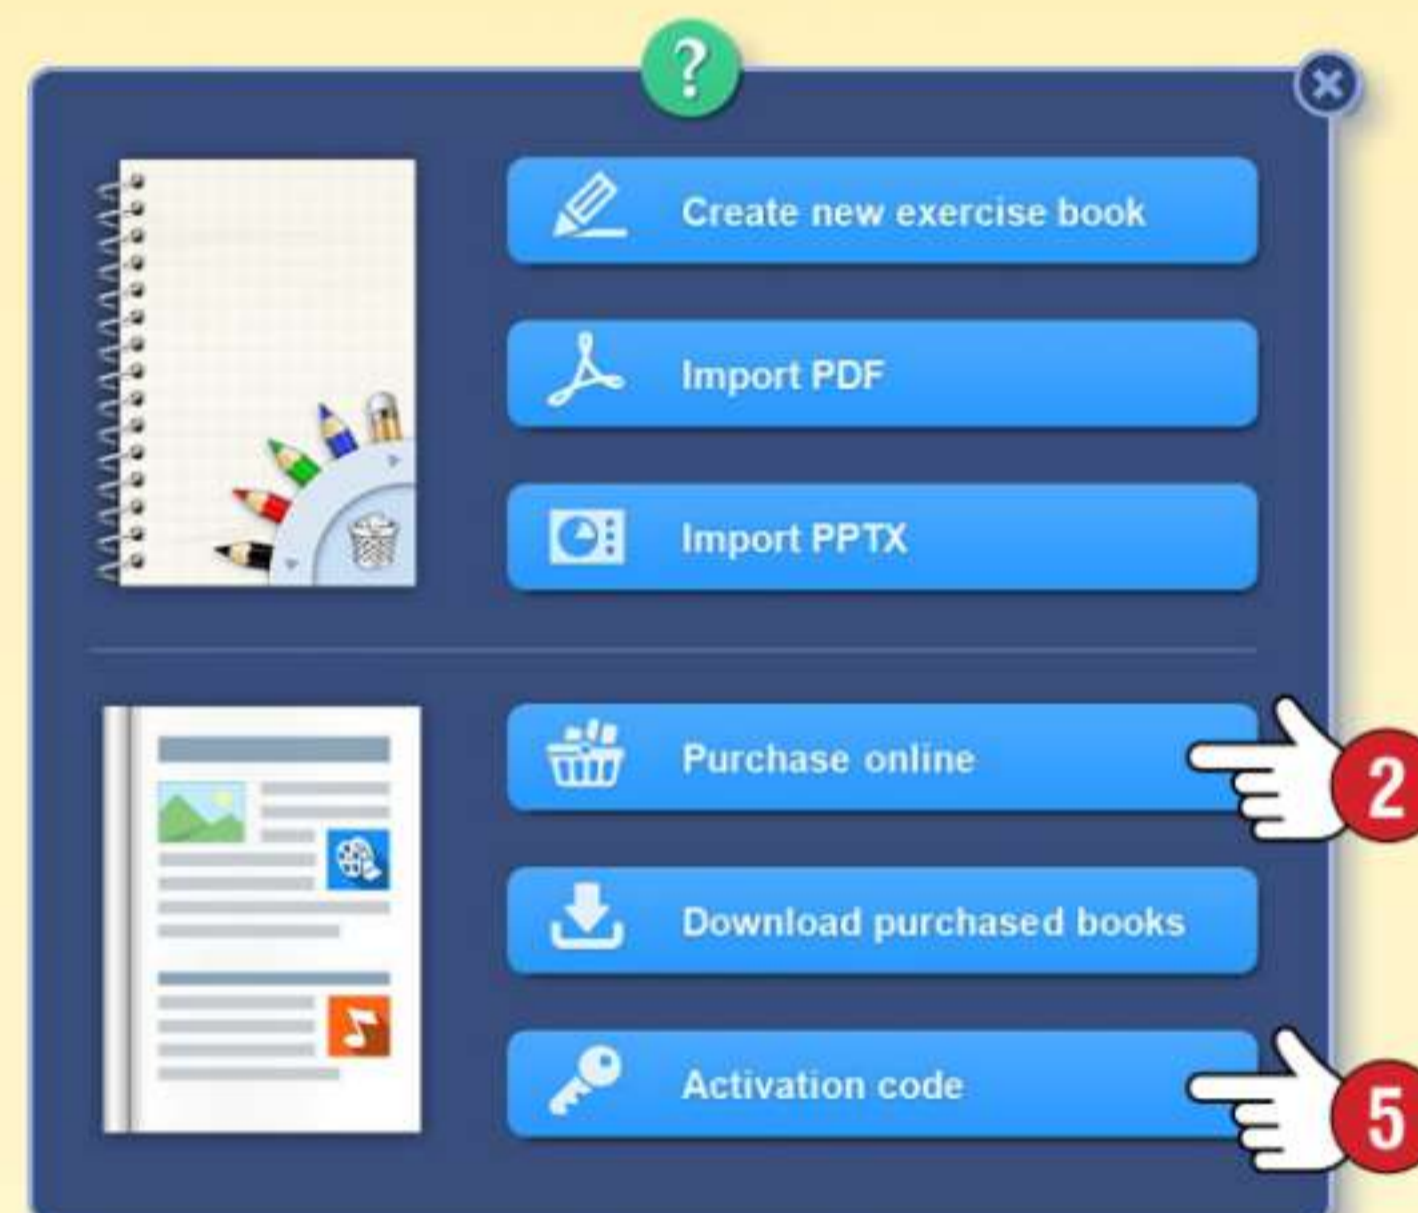 ?
Create new exercise book
Import PDF
Import PPTX
Purchase online
2
Download purchased books
Activation code
5